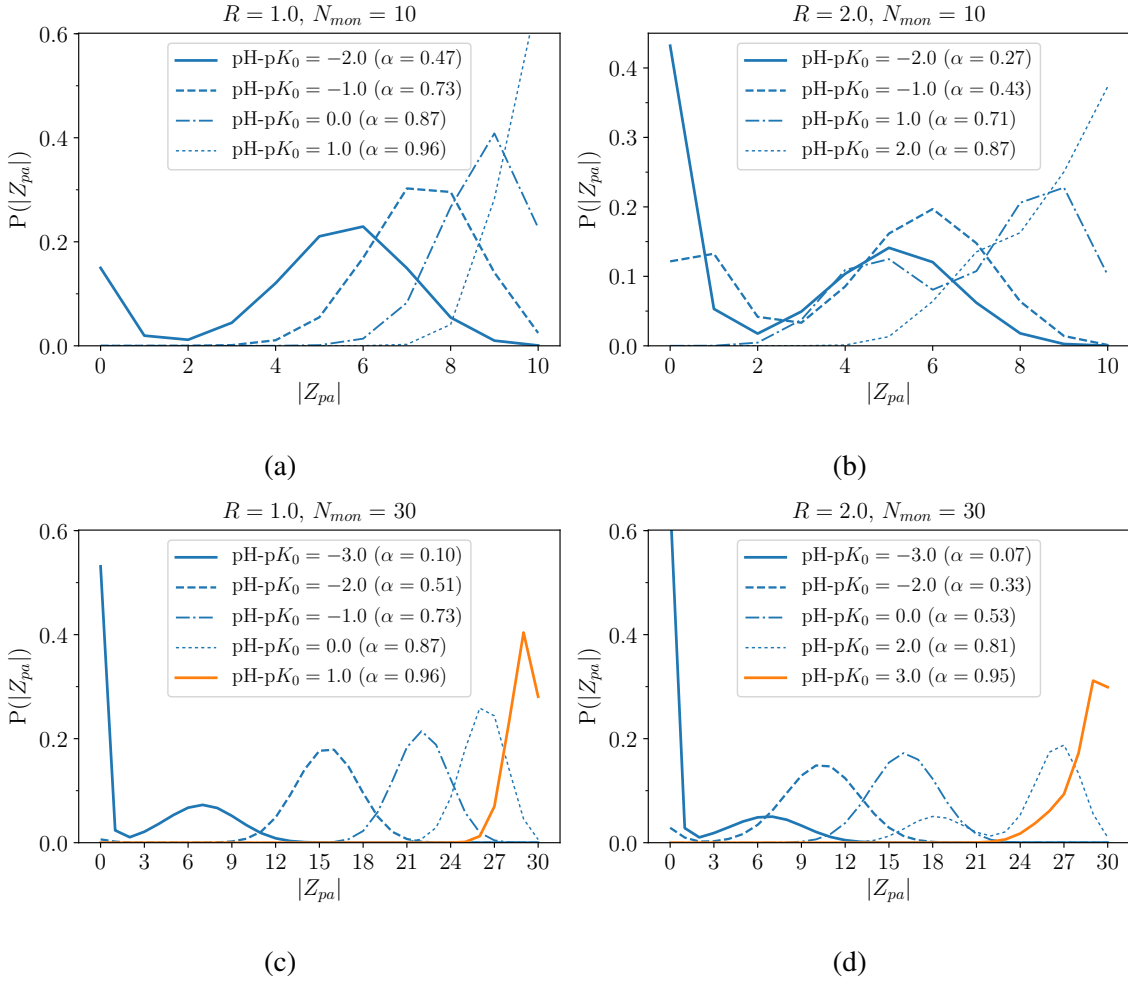 R = 1.0, N_mon = 10
P(|Z_pa|)
0.6
0.4
0.2
0.0
pH-pK_0 = −2.0 (α = 0.47)
pH-pK_0 = −1.0 (α = 0.73)
pH-pK_0 = 0.0 (α = 0.87)
pH-pK_0 = 1.0 (α = 0.96)
0 2 4 6 8 10
|Z_pa|
(a)
R = 2.0, N_mon = 10
P(|Z_pa|)
0.4
0.3
0.2
0.1
0.0
pH-pK_0 = −2.0 (α = 0.27)
pH-pK_0 = −1.0 (α = 0.43)
pH-pK_0 = 1.0 (α = 0.71)
pH-pK_0 = 2.0 (α = 0.87)
0 2 4 6 8 10
|Z_pa|
(b)
R = 1.0, N_mon = 30
P(|Z_pa|)
0.6
0.4
0.2
0.0
pH-pK_0 = −3.0 (α = 0.10)
pH-pK_0 = −2.0 (α = 0.51)
pH-pK_0 = −1.0 (α = 0.73)
pH-pK_0 = 0.0 (α = 0.87)
pH-pK_0 = 1.0 (α = 0.96)
0 3 6 9 12 15 18 21 24 27 30
|Z_pa|
(c)
R = 2.0, N_mon = 30
P(|Z_pa|)
0.6
0.4
0.2
0.0
pH-pK_0 = −3.0 (α = 0.07)
pH-pK_0 = −2.0 (α = 0.33)
pH-pK_0 = 0.0 (α = 0.53)
pH-pK_0 = 2.0 (α = 0.81)
pH-pK_0 = 3.0 (α = 0.95)
0 3 6 9 12 15 18 21 24 27 30
|Z_pa|
(d)